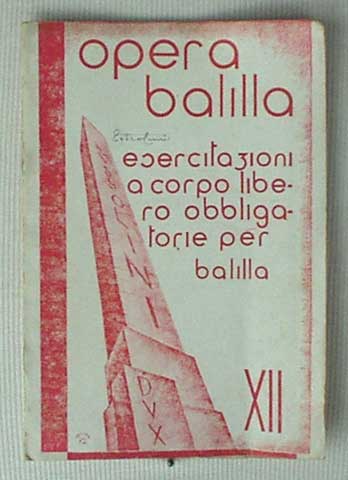 opera
balilla
esercitazioni
a corpo libe-
ro obbliga-
torie per
balilla
MUSSOLINI
DVX
XII